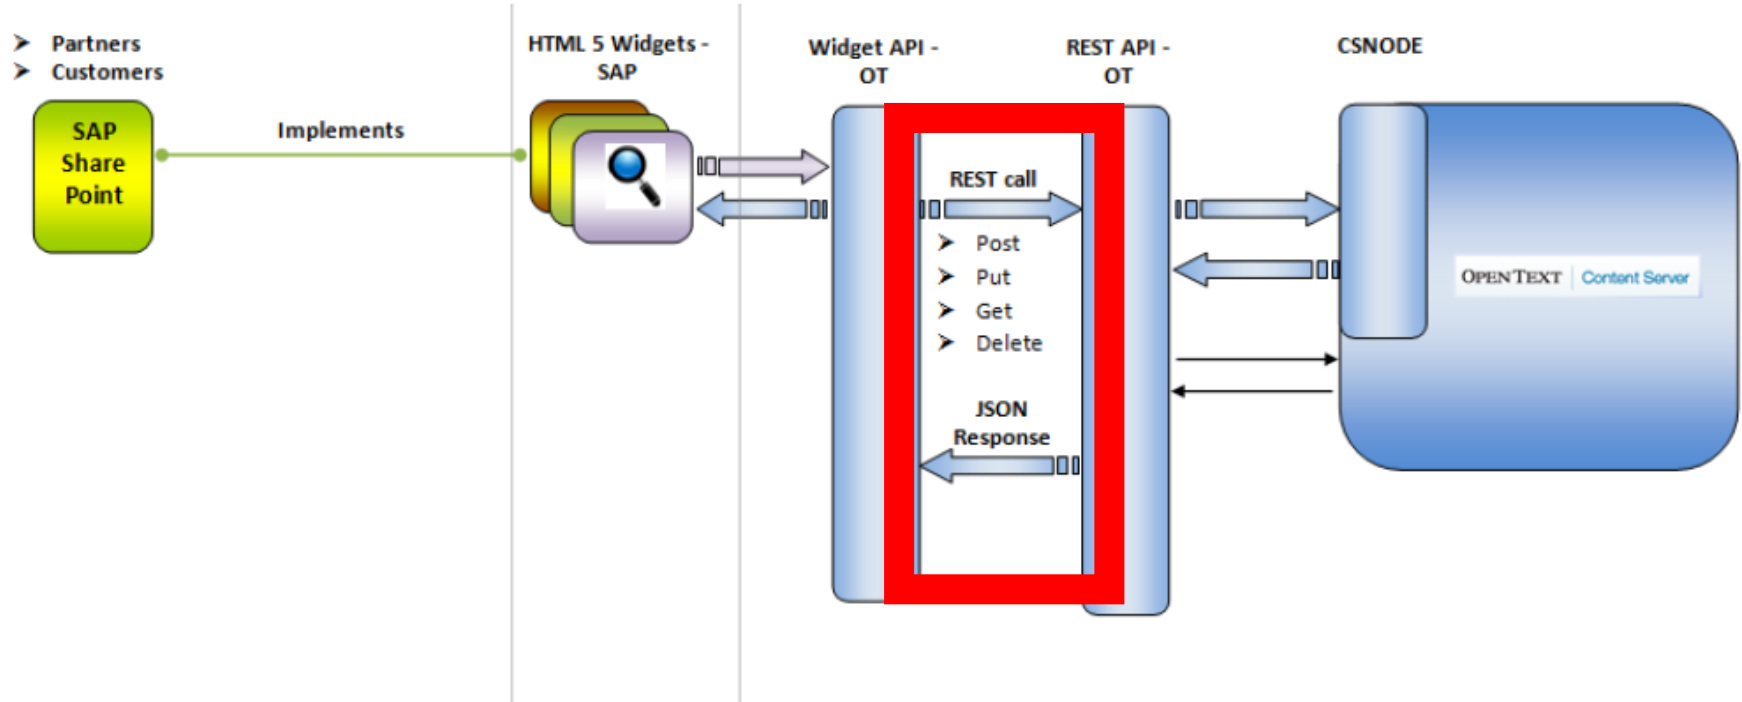 ➤ Partners
➤ Customers
SAP
Share
Point
Implements
HTML 5 Widgets -
SAP
Widget API -
OT
REST call
➤ Post
➤ Put
➤ Get
➤ Delete
JSON
Response
REST API -
OT
CSNODE
OPENTEXT | Content Server